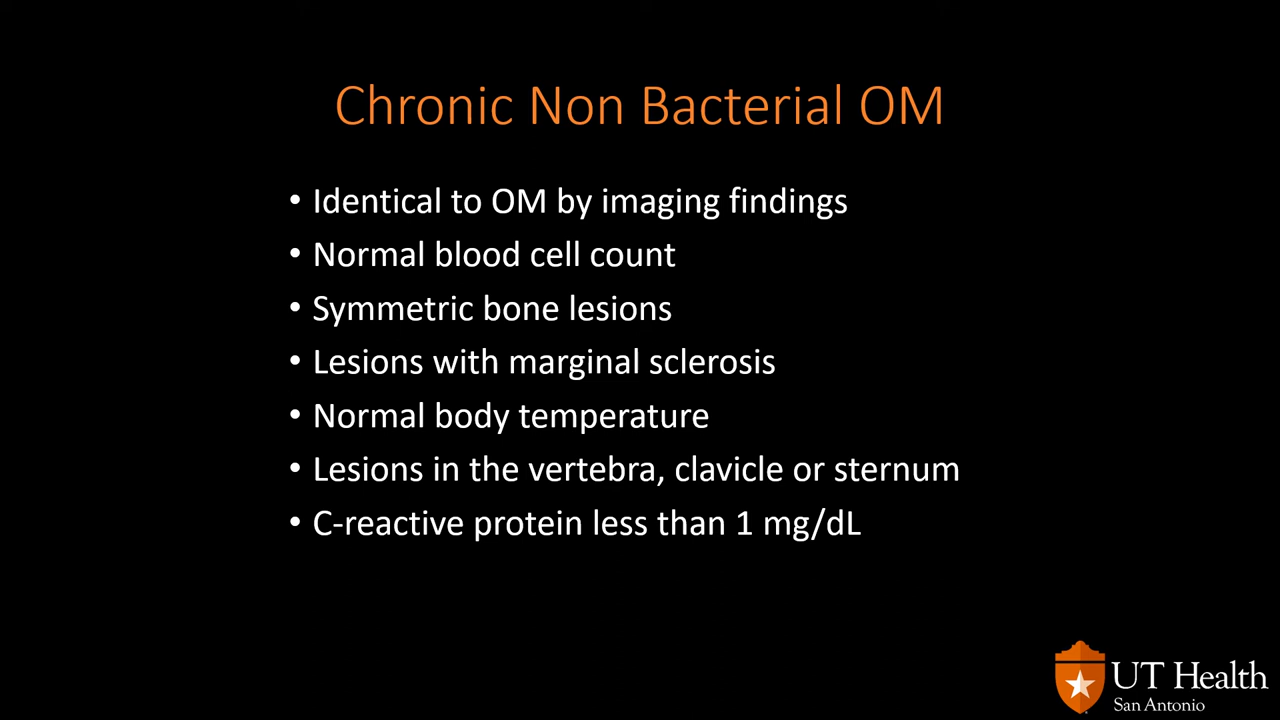 Chronic Non Bacterial OM
• Identical to OM by imaging findings
• Normal blood cell count
• Symmetric bone lesions
• Lesions with marginal sclerosis
• Normal body temperature
• Lesions in the vertebra, clavicle or sternum
• C-reactive protein less than 1 mg/dL
UT Health
San Antonio